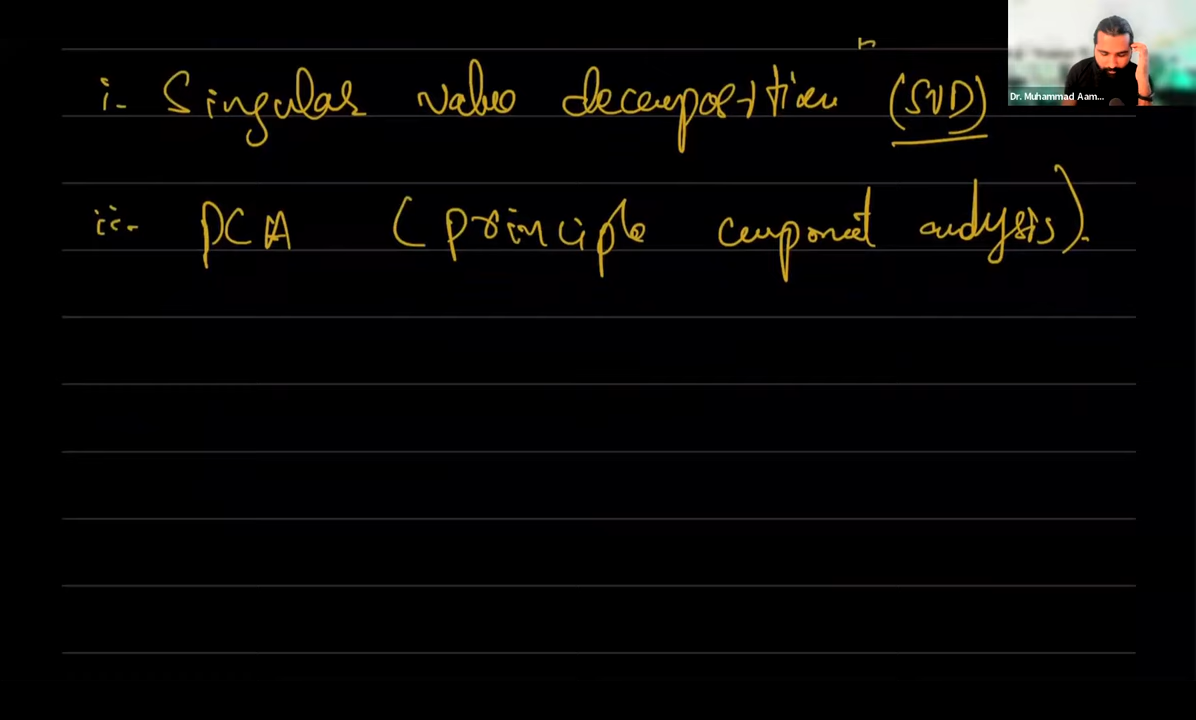 i- Singular value decomposition (SVD)
ii- PCA (principle component analysis).
Dr. Muhammad Aam...